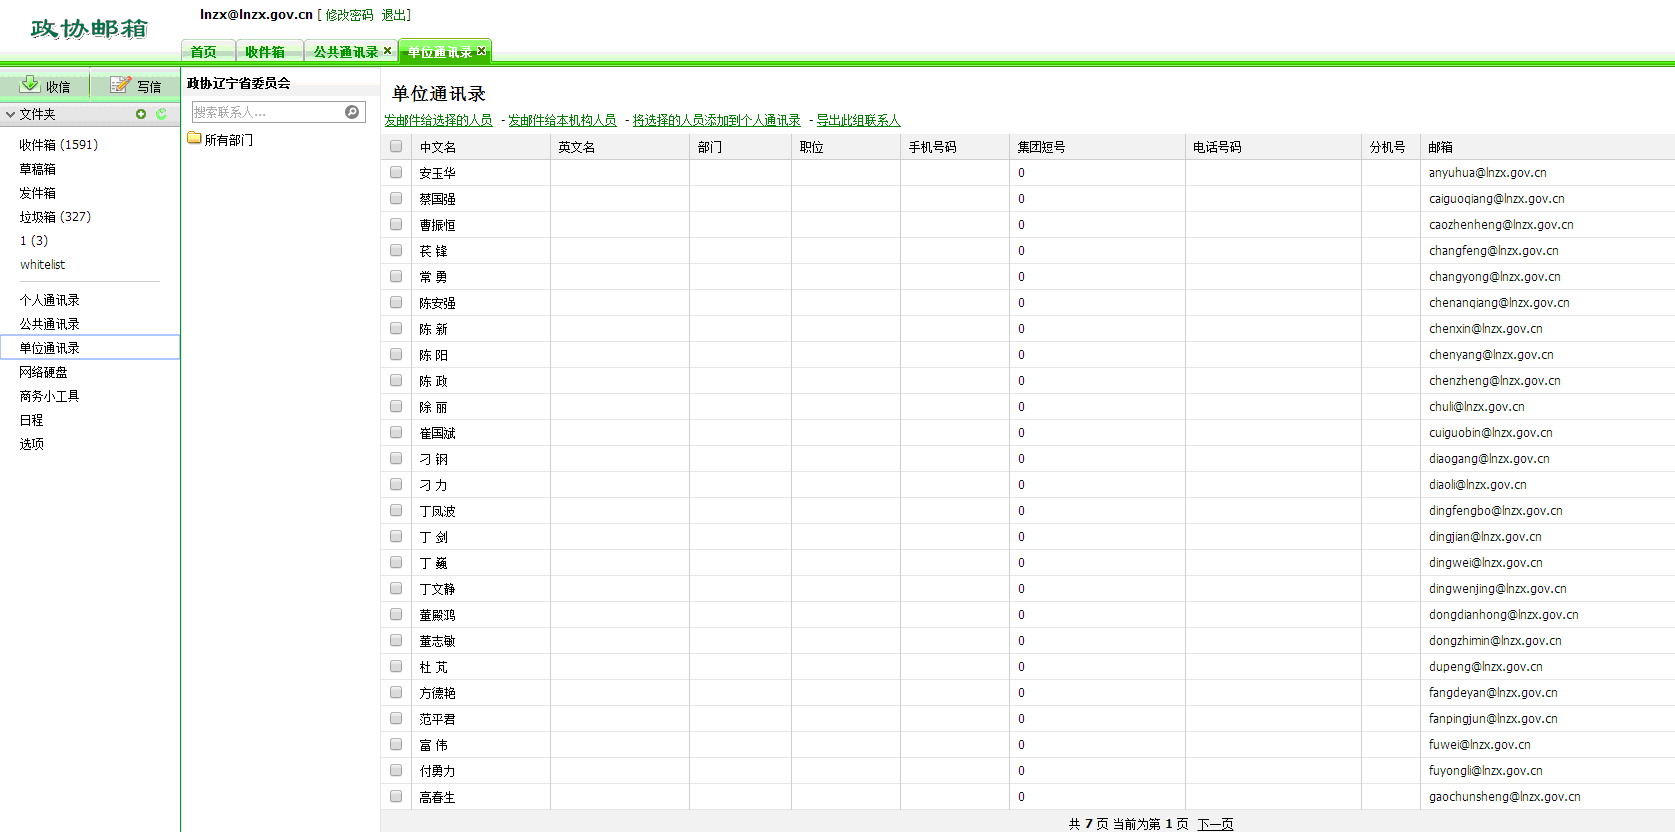 政协邮箱
lnzx@lnzx.gov.cn [ 修改密码 退出]
首页 收件箱 公共通讯录 单位通讯录
收信 写信
文件夹
收件箱 (1591)
草稿箱
发件箱
垃圾箱 (327)
1 (3)
whitelist
个人通讯录
公共通讯录
单位通讯录
网络硬盘
商务小工具
日程
选项
政协辽宁省委员会
搜索联系人...
所有部门
单位通讯录
发邮件给选择的人员 - 发邮件给本机构人员 - 将选择的人员添加到个人通讯录 - 导出此组联系人
中文名 英文名 部门 职位 手机号码 集团短号 电话号码 分机号 邮箱
安玉华 0 anyuhua@lnzx.gov.cn
蔡国强 0 caiguoqiang@lnzx.gov.cn
曹振恒 0 caozhenheng@lnzx.gov.cn
苌 锋 0 changfeng@lnzx.gov.cn
常 勇 0 changyong@lnzx.gov.cn
陈安强 0 chenanqiang@lnzx.gov.cn
陈 新 0 chenxin@lnzx.gov.cn
陈 阳 0 chenyang@lnzx.gov.cn
陈 政 0 chenzheng@lnzx.gov.cn
除 丽 0 chuli@lnzx.gov.cn
崔国斌 0 cuiguobin@lnzx.gov.cn
刁 钢 0 diaogang@lnzx.gov.cn
刁 力 0 diaoli@lnzx.gov.cn
丁凤波 0 dingfengbo@lnzx.gov.cn
丁 剑 0 dingjian@lnzx.gov.cn
丁 巍 0 dingwei@lnzx.gov.cn
丁文静 0 dingwenjing@lnzx.gov.cn
董殿鸿 0 dongdianhong@lnzx.gov.cn
董志敏 0 dongzhimin@lnzx.gov.cn
杜 芃 0 dupeng@lnzx.gov.cn
方德艳 0 fangdeyan@lnzx.gov.cn
范平君 0 fanpingjun@lnzx.gov.cn
富 伟 0 fuwei@lnzx.gov.cn
付勇力 0 fuyongli@lnzx.gov.cn
高春生 0 gaochunsheng@lnzx.gov.cn
共 7 页 当前为第 1 页 下一页